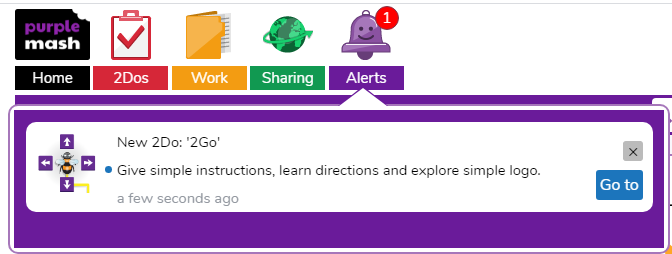 purple
mash
1
Home 2Dos Work Sharing Alerts
New 2Do: '2Go'
Give simple instructions, learn directions and explore simple logo.
Go to
a few seconds ago